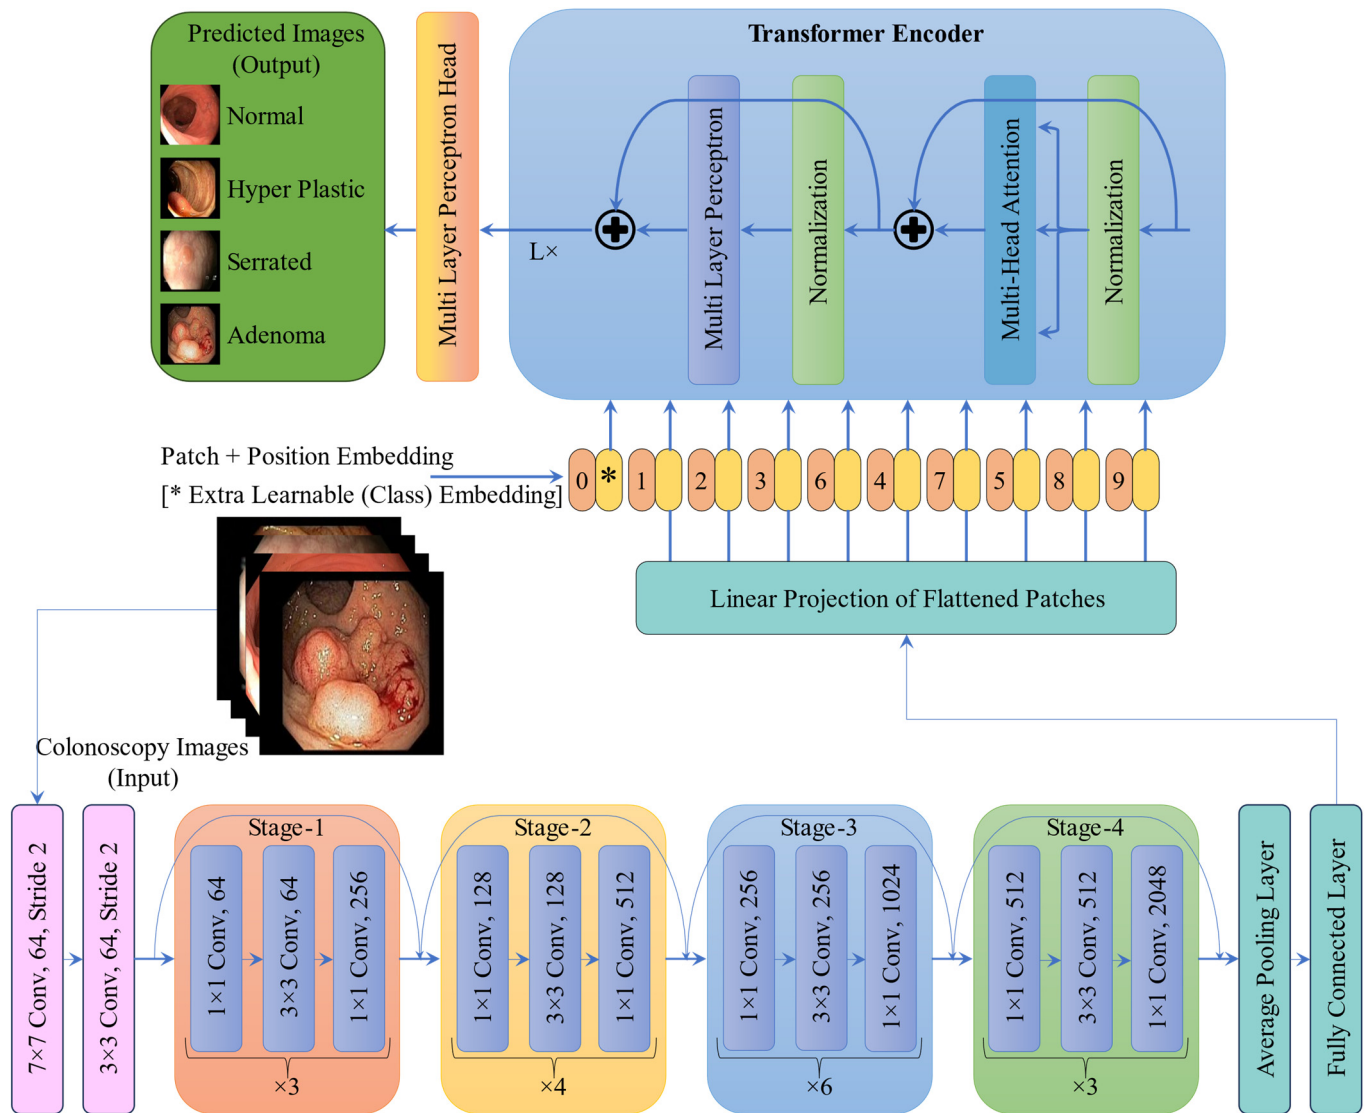 Predicted Images
(Output)
Normal
Hyper Plastic
Serrated
Adenoma
Multi Layer Perceptron Head
Transformer Encoder
L×
Multi Layer Perceptron
Normalization
Multi-Head Attention
Normalization
Patch + Position Embedding
[* Extra Learnable (Class) Embedding]
0 * 1 2 3 6 4 7 5 8 9
Linear Projection of Flattened Patches
Colonoscopy Images
(Input)
7×7 Conv, 64, Stride 2
3×3 Conv, 64, Stride 2
Stage-1
1×1 Conv, 64
3×3 Conv, 64
1×1 Conv, 256
×3
Stage-2
1×1 Conv, 128
3×3 Conv, 128
1×1 Conv, 512
×4
Stage-3
1×1 Conv, 256
3×3 Conv, 256
1×1 Conv, 1024
×6
Stage-4
1×1 Conv, 512
3×3 Conv, 512
1×1 Conv, 2048
×3
Average Pooling Layer
Fully Connected Layer